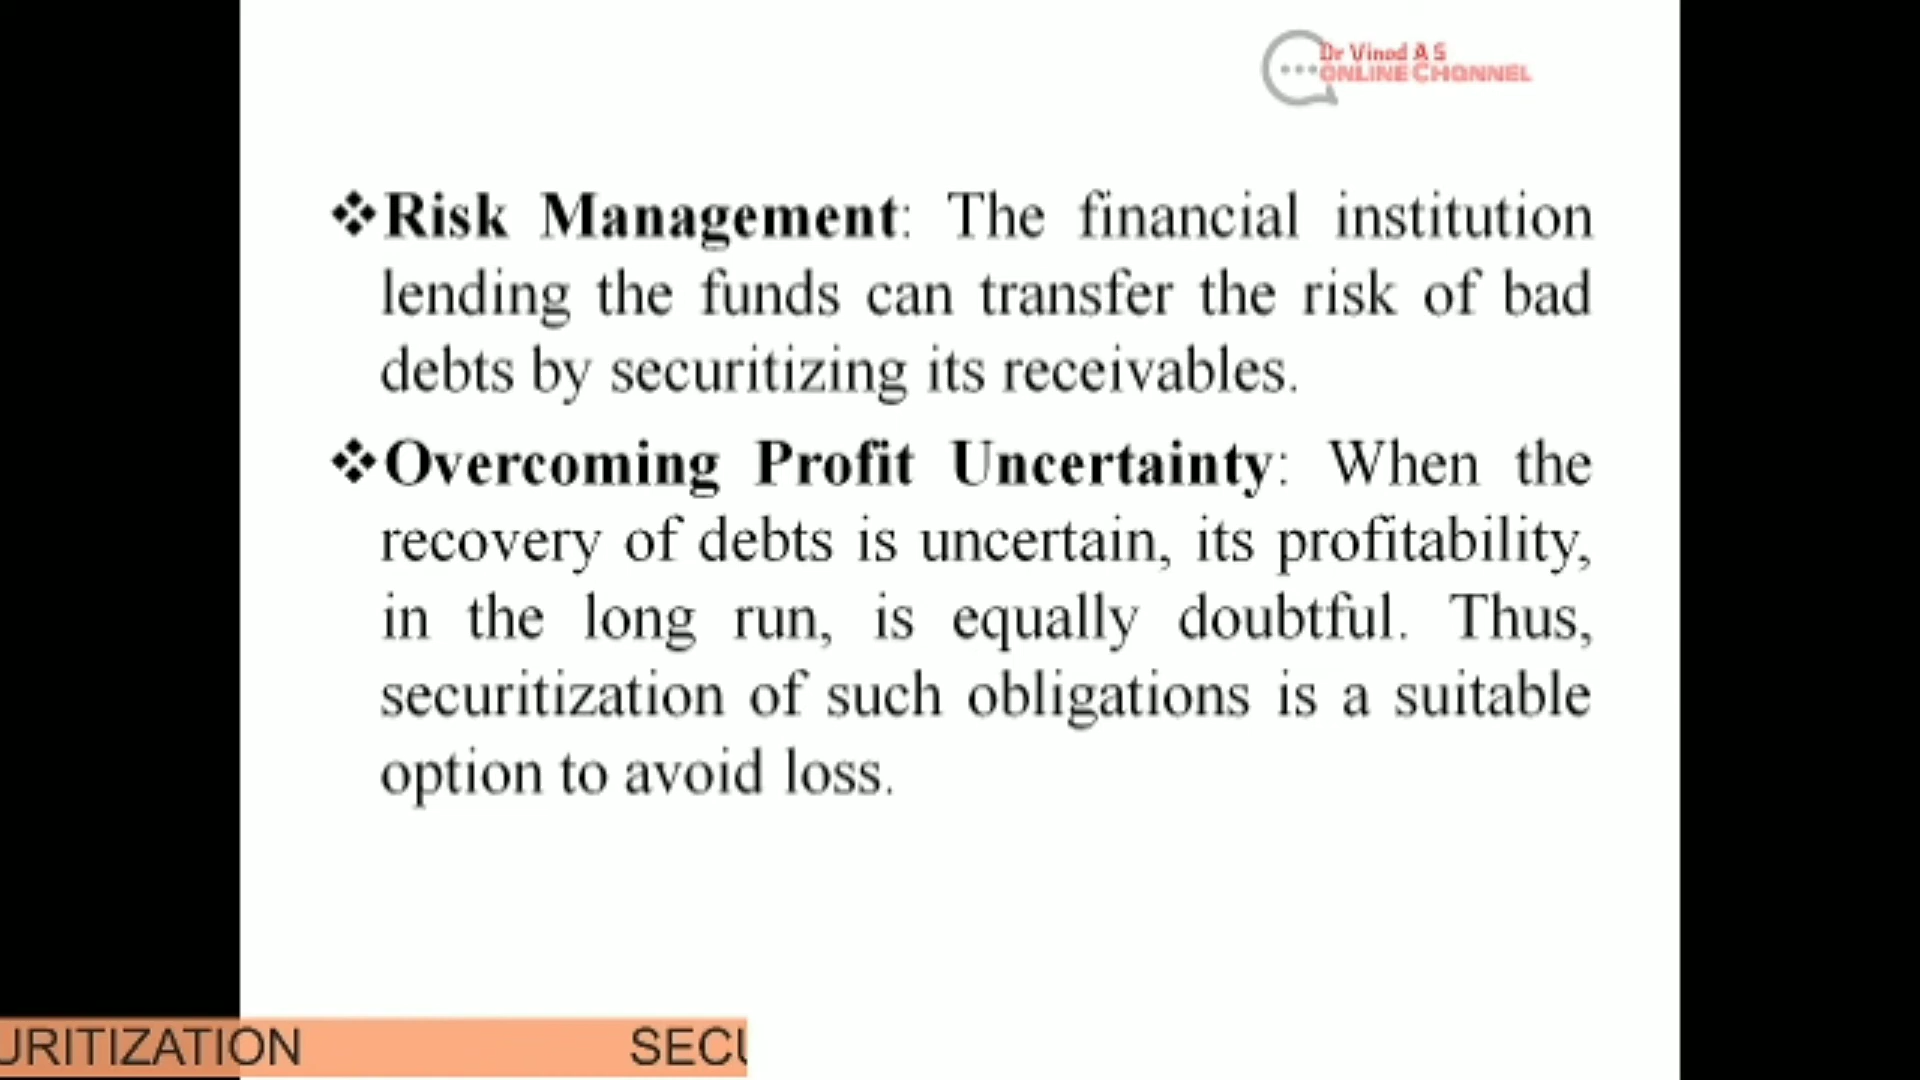 Dr Vinod A S
ONLINE CHANNEL
❖Risk Management: The financial institution
lending the funds can transfer the risk of bad
debts by securitizing its receivables.
❖Overcoming Profit Uncertainty: When the
recovery of debts is uncertain, its profitability,
in the long run, is equally doubtful. Thus,
securitization of such obligations is a suitable
option to avoid loss.
URITIZATION SECU